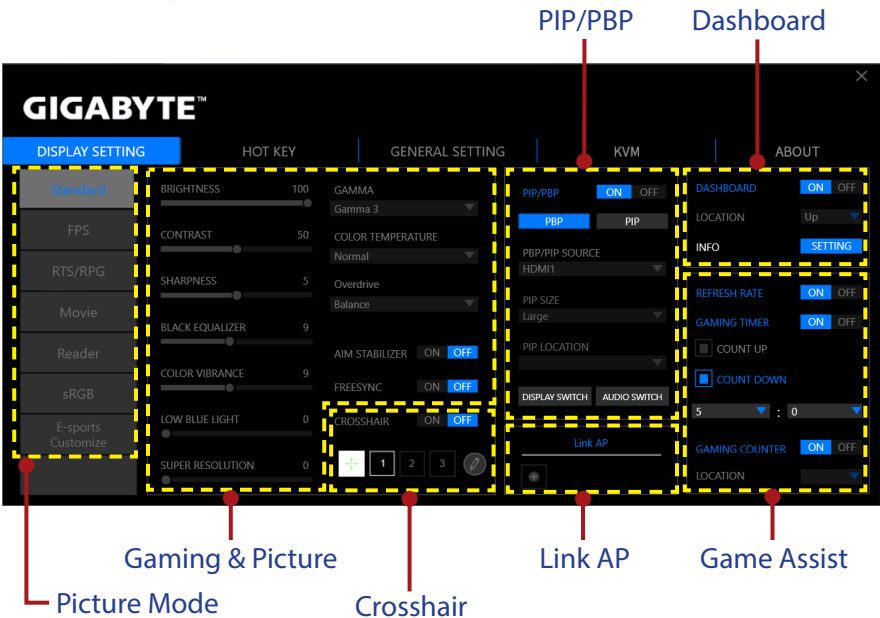 PIP/PBP
Dashboard
GIGABYTE™
DISPLAY SETTING
HOT KEY
GENERAL SETTING
KVM
ABOUT
Standard
FPS
RTS/RPG
Movie
Reader
sRGB
E-sports
Customize
BRIGHTNESS 100
CONTRAST 50
SHARPNESS 5
BLACK EQUALIZER 9
COLOR VIBRANCE 9
LOW BLUE LIGHT 0
SUPER RESOLUTION 0
GAMMA
Gamma 3
COLOR TEMPERATURE
Normal
Overdrive
Balance
AIM STABILIZER ON OFF
FREESYNC ON OFF
CROSSHAIR ON OFF
1 2 3
PIP/PBP ON OFF
PBP PIP
PBP/PIP SOURCE
HDMI1
PIP SIZE
Large
PIP LOCATION
DISPLAY SWITCH AUDIO SWITCH
Link AP
DASHBOARD ON OFF
LOCATION Up
INFO SETTING
REFRESH RATE ON OFF
GAMING TIMER ON OFF
COUNT UP
COUNT DOWN
5 : 0
GAMING COUNTER ON OFF
LOCATION
Gaming & Picture
Link AP
Game Assist
Picture Mode
Crosshair